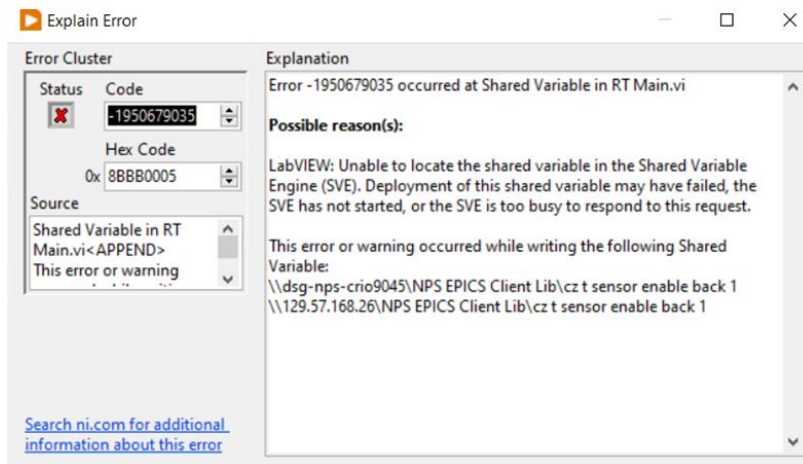 Explain Error
Error Cluster
Status Code
-1950679035
Hex Code
0x 8BBB0005
Source
Shared Variable in RT
Main.vi<APPEND>
This error or warning
Search ni.com for additional
information about this error
Explanation
Error -1950679035 occurred at Shared Variable in RT Main.vi
Possible reason(s):
LabVIEW: Unable to locate the shared variable in the Shared Variable
Engine (SVE). Deployment of this shared variable may have failed, the
SVE has not started, or the SVE is too busy to respond to this request.
This error or warning occurred while writing the following Shared
Variable:
\\dsg-nps-crio9045\NPS EPICS Client Lib\cz t sensor enable back 1
\\129.57.168.26\NPS EPICS Client Lib\cz t sensor enable back 1